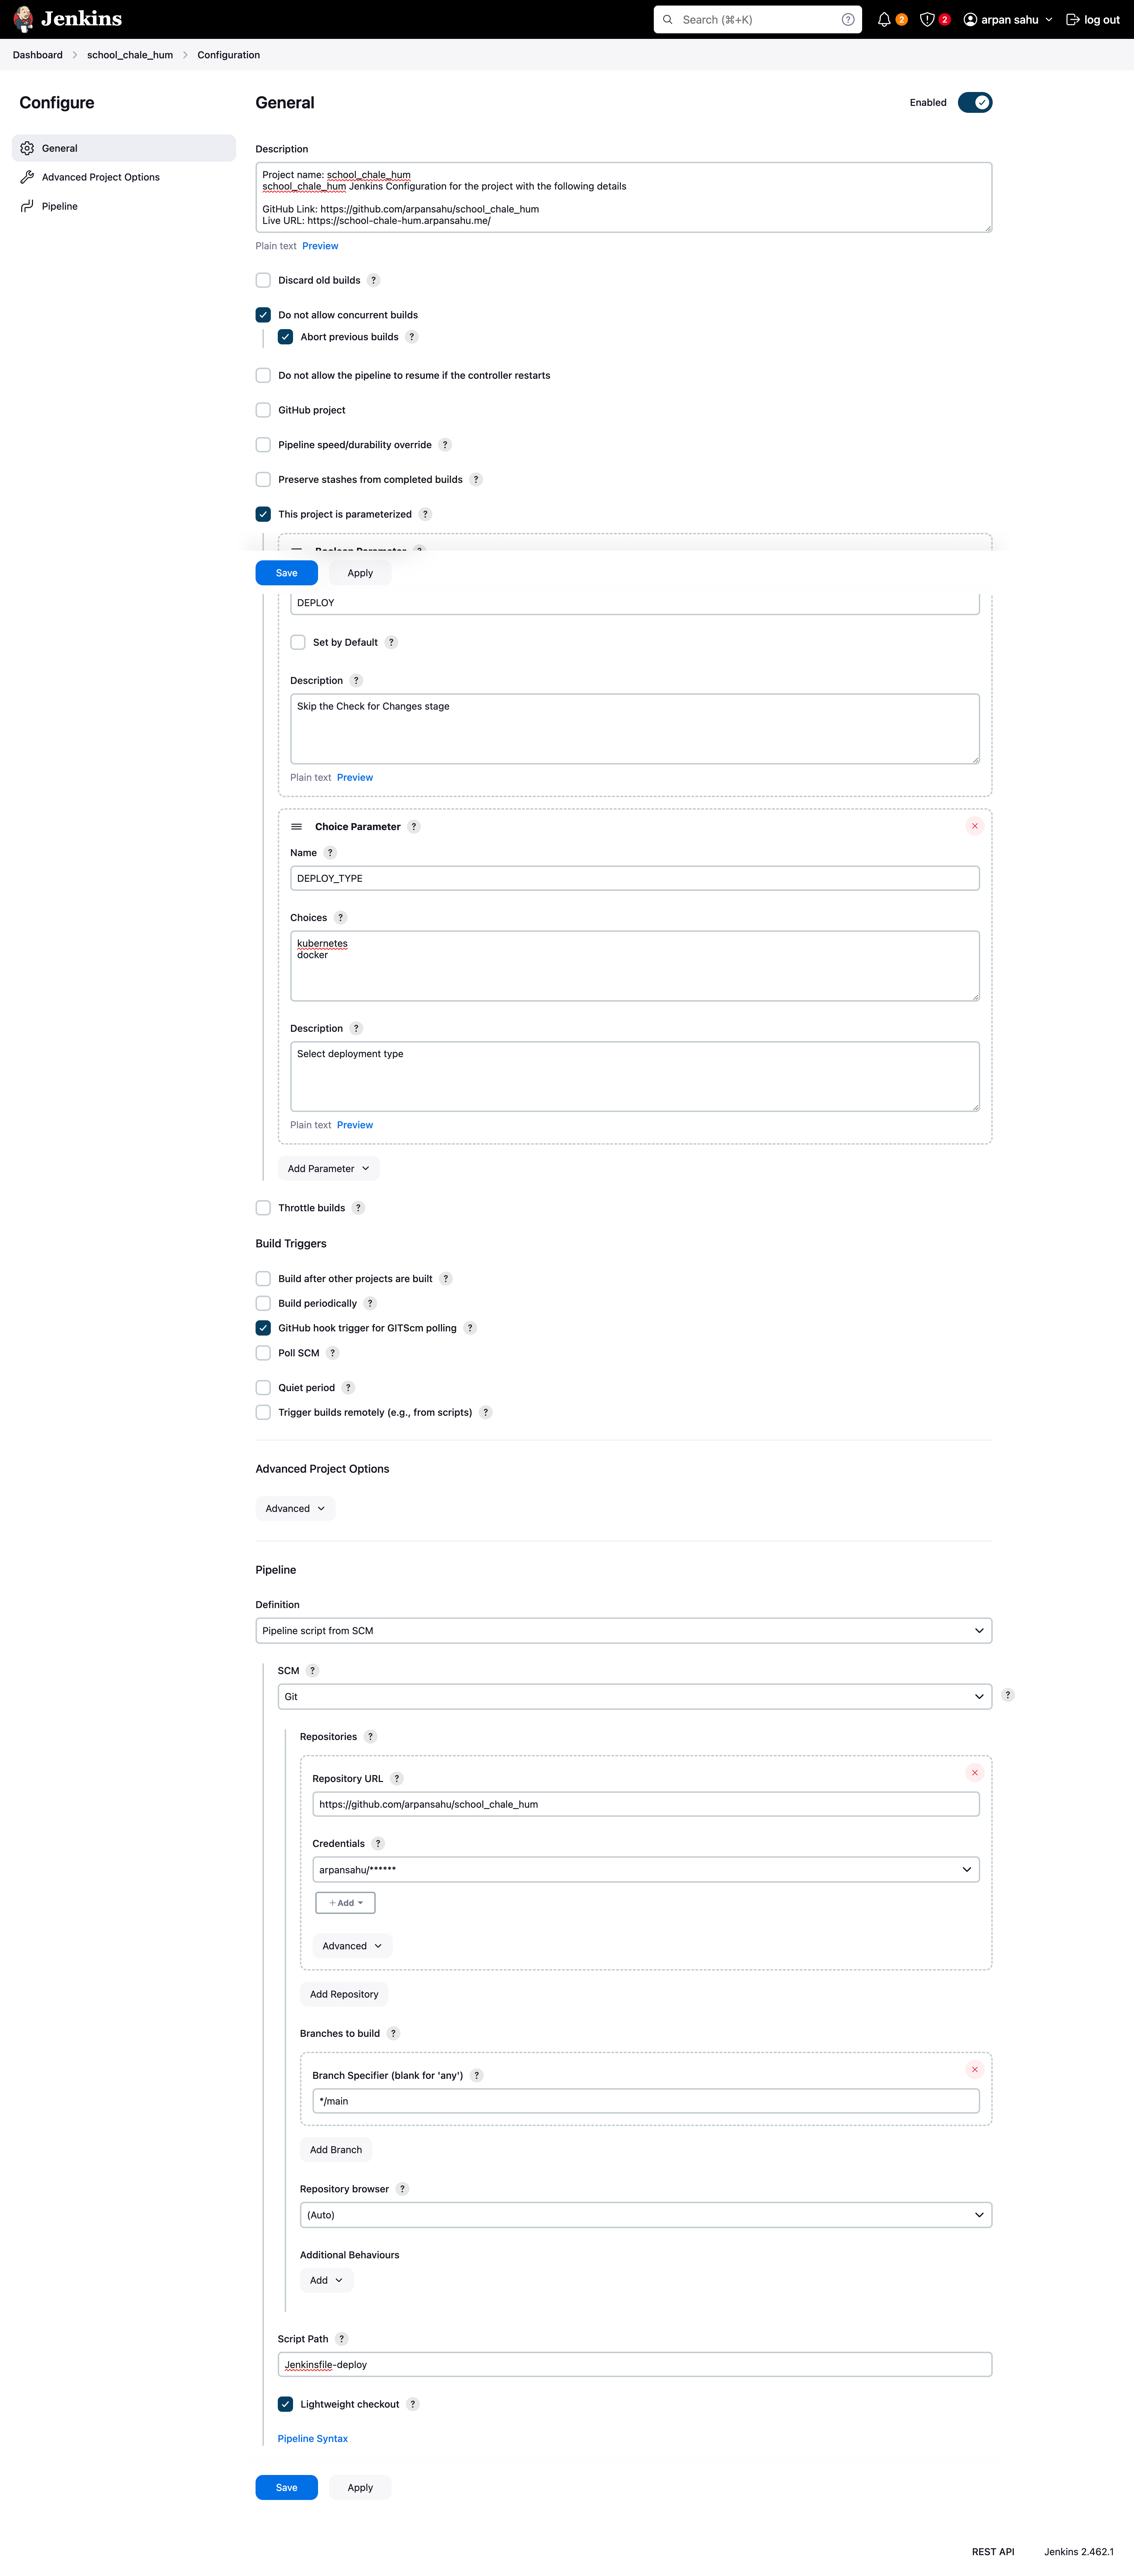 Jenkins
Search (⌘+K)
?
2
2
arpan sahu
log out
Dashboard
school_chale_hum
Configuration
Configure
General
Advanced Project Options
Pipeline
General
Enabled
Description
Project name: school_chale_hum
school_chale_hum Jenkins Configuration for the project with the following details
GitHub Link: https://github.com/arpansahu/school_chale_hum
Live URL: https://school-chale-hum.arpansahu.me/
Plain text Preview
Discard old builds ?
Do not allow concurrent builds
Abort previous builds ?
Do not allow the pipeline to resume if the controller restarts
GitHub project
Pipeline speed/durability override ?
Preserve stashes from completed builds ?
This project is parameterized ?
Boolean Parameter ?
Save Apply
DEPLOY
Set by Default ?
Description ?
Skip the Check for Changes stage
Plain text Preview
Choice Parameter ?
Name ?
DEPLOY_TYPE
Choices ?
kubernetes
docker
Description ?
Select deployment type
Plain text Preview
Add Parameter
Throttle builds ?
Build Triggers
Build after other projects are built ?
Build periodically ?
GitHub hook trigger for GITScm polling ?
Poll SCM ?
Quiet period ?
Trigger builds remotely (e.g., from scripts) ?
Advanced Project Options
Advanced
Pipeline
Definition
Pipeline script from SCM
SCM ?
Git
?
Repositories ?
Repository URL ?
https://github.com/arpansahu/school_chale_hum
Credentials ?
arpansahu/******
+ Add
Advanced
Add Repository
Branches to build ?
Branch Specifier (blank for 'any') ?
*/main
Add Branch
Repository browser ?
(Auto)
Additional Behaviours
Add
Script Path ?
Jenkinsfile-deploy
Lightweight checkout ?
Pipeline Syntax
Save Apply
REST API
Jenkins 2.462.1